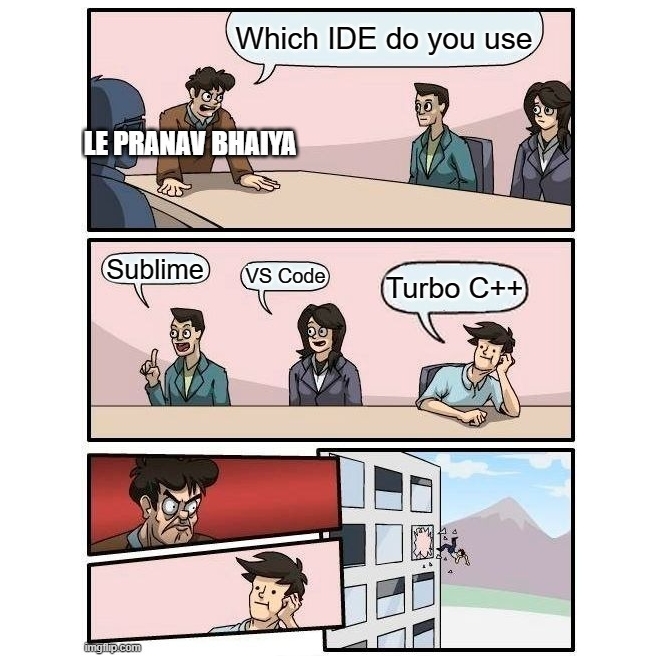 Which IDE do you use
LE PRANAV BHAIYA
Sublime
VS Code
Turbo C++
imgflip.com